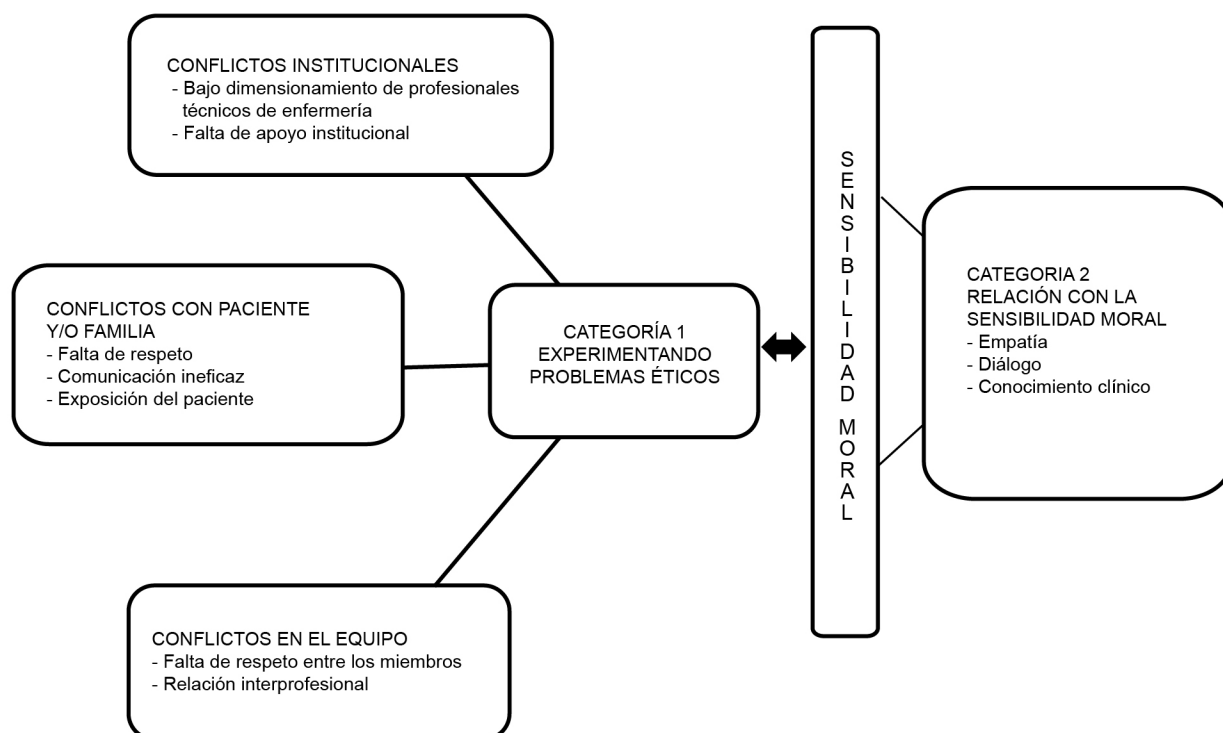 CONFLICTOS INSTITUCIONALES
- Bajo dimensionamiento de profesionales
técnicos de enfermería
- Falta de apoyo institucional
CONFLICTOS CON PACIENTE
Y/O FAMILIA
- Falta de respeto
- Comunicación ineficaz
- Exposición del paciente
CONFLICTOS EN EL EQUIPO
- Falta de respeto entre los miembros
- Relación interprofesional
CATEGORÍA 1
EXPERIMENTANDO
PROBLEMAS ÉTICOS
SENSIBILIDAD MORAL
CATEGORIA 2
RELACIÓN CON LA
SENSIBILIDAD MORAL
- Empatía
- Diálogo
- Conocimiento clínico